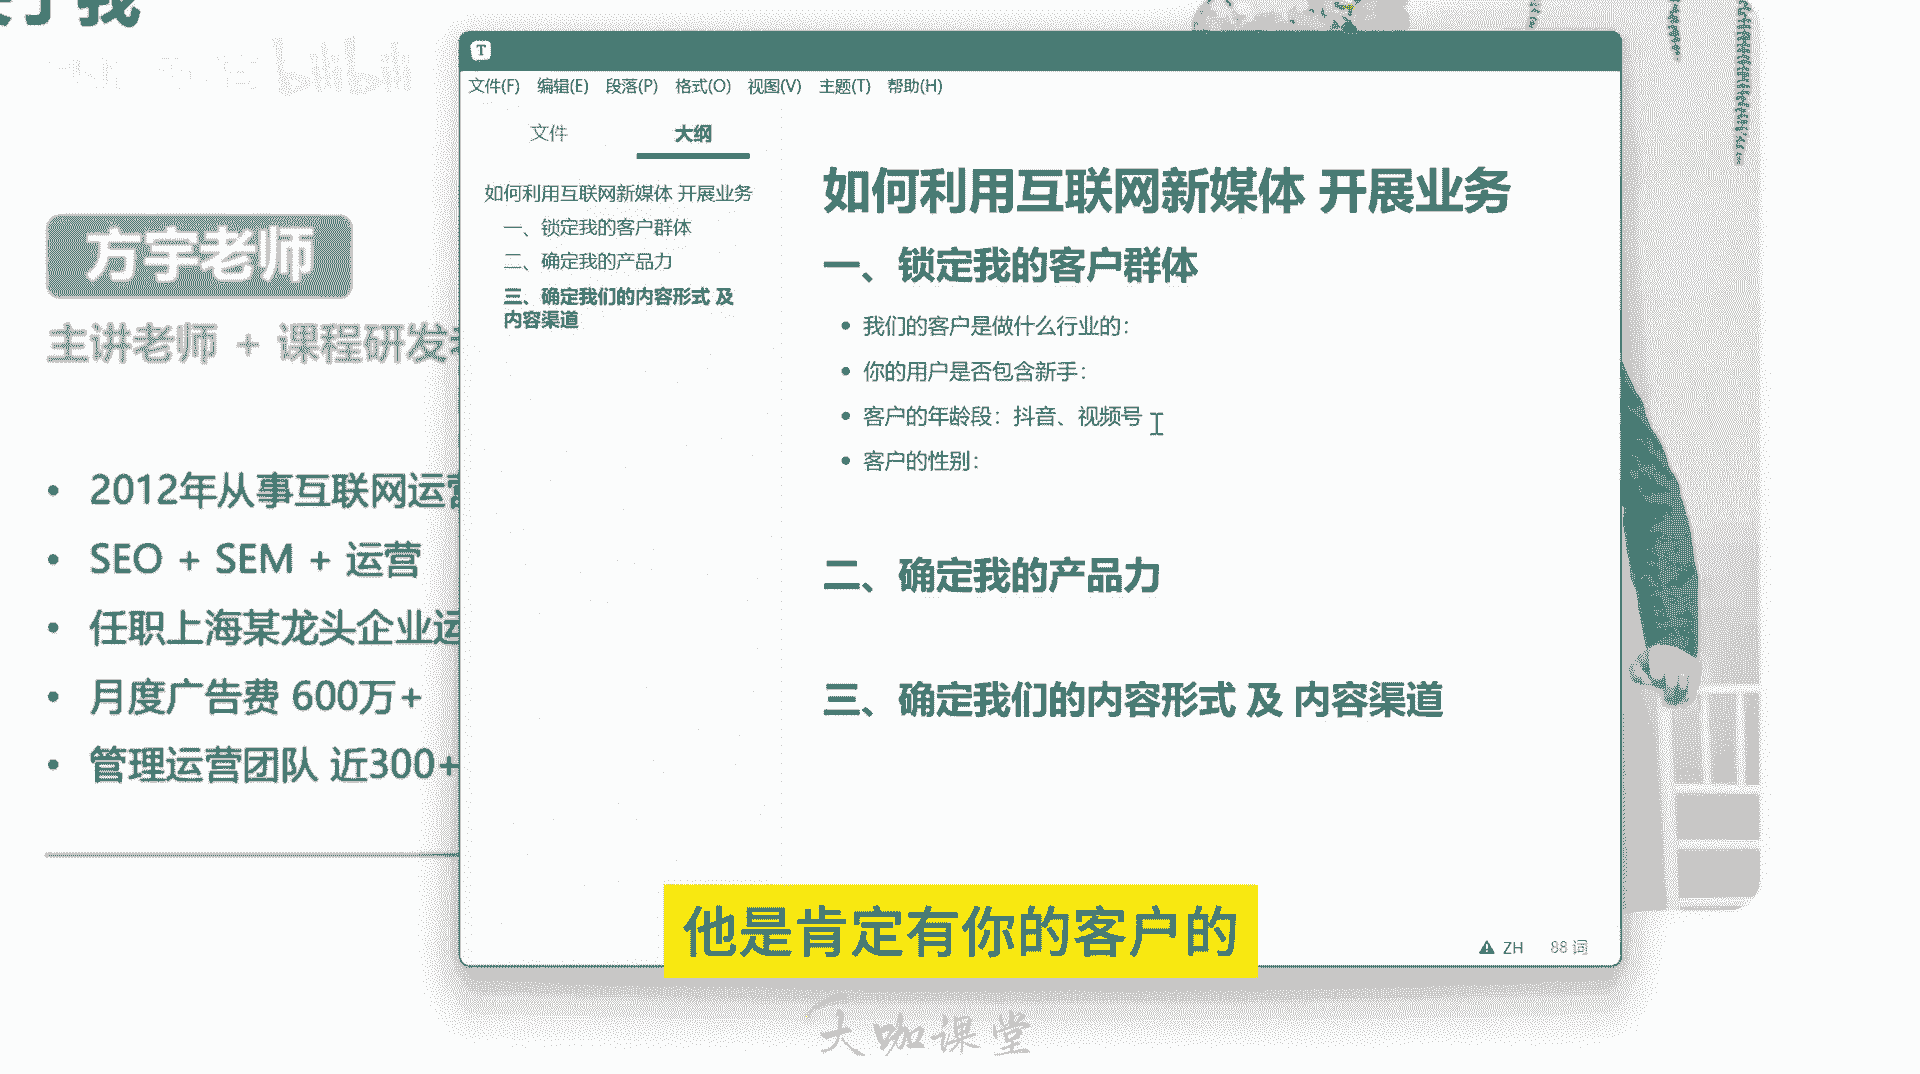 我
bilibili
方宇老师
主讲老师 + 课程研发
2012年从事互联网运营
SEO + SEM + 运营
任职上海某龙头企业运
月度广告费 600万+
管理运营团队 近300+
T
文件(F) 编辑(E) 段落(P) 格式(O) 视图(V) 主题(T) 帮助(H)
文件 大纲
如何利用互联网新媒体 开展业务
一、锁定我的客户群体
二、确定我的产品力
三、确定我们的内容形式 及
内容渠道
如何利用互联网新媒体 开展业务
一、锁定我的客户群体
我们的客户是做什么行业的：
你的用户是否包含新手：
客户的年龄段：抖音、视频号
客户的性别：
二、确定我的产品力
三、确定我们的内容形式 及 内容渠道
ZH 88 词
他是肯定有你的客户的
大咖课堂